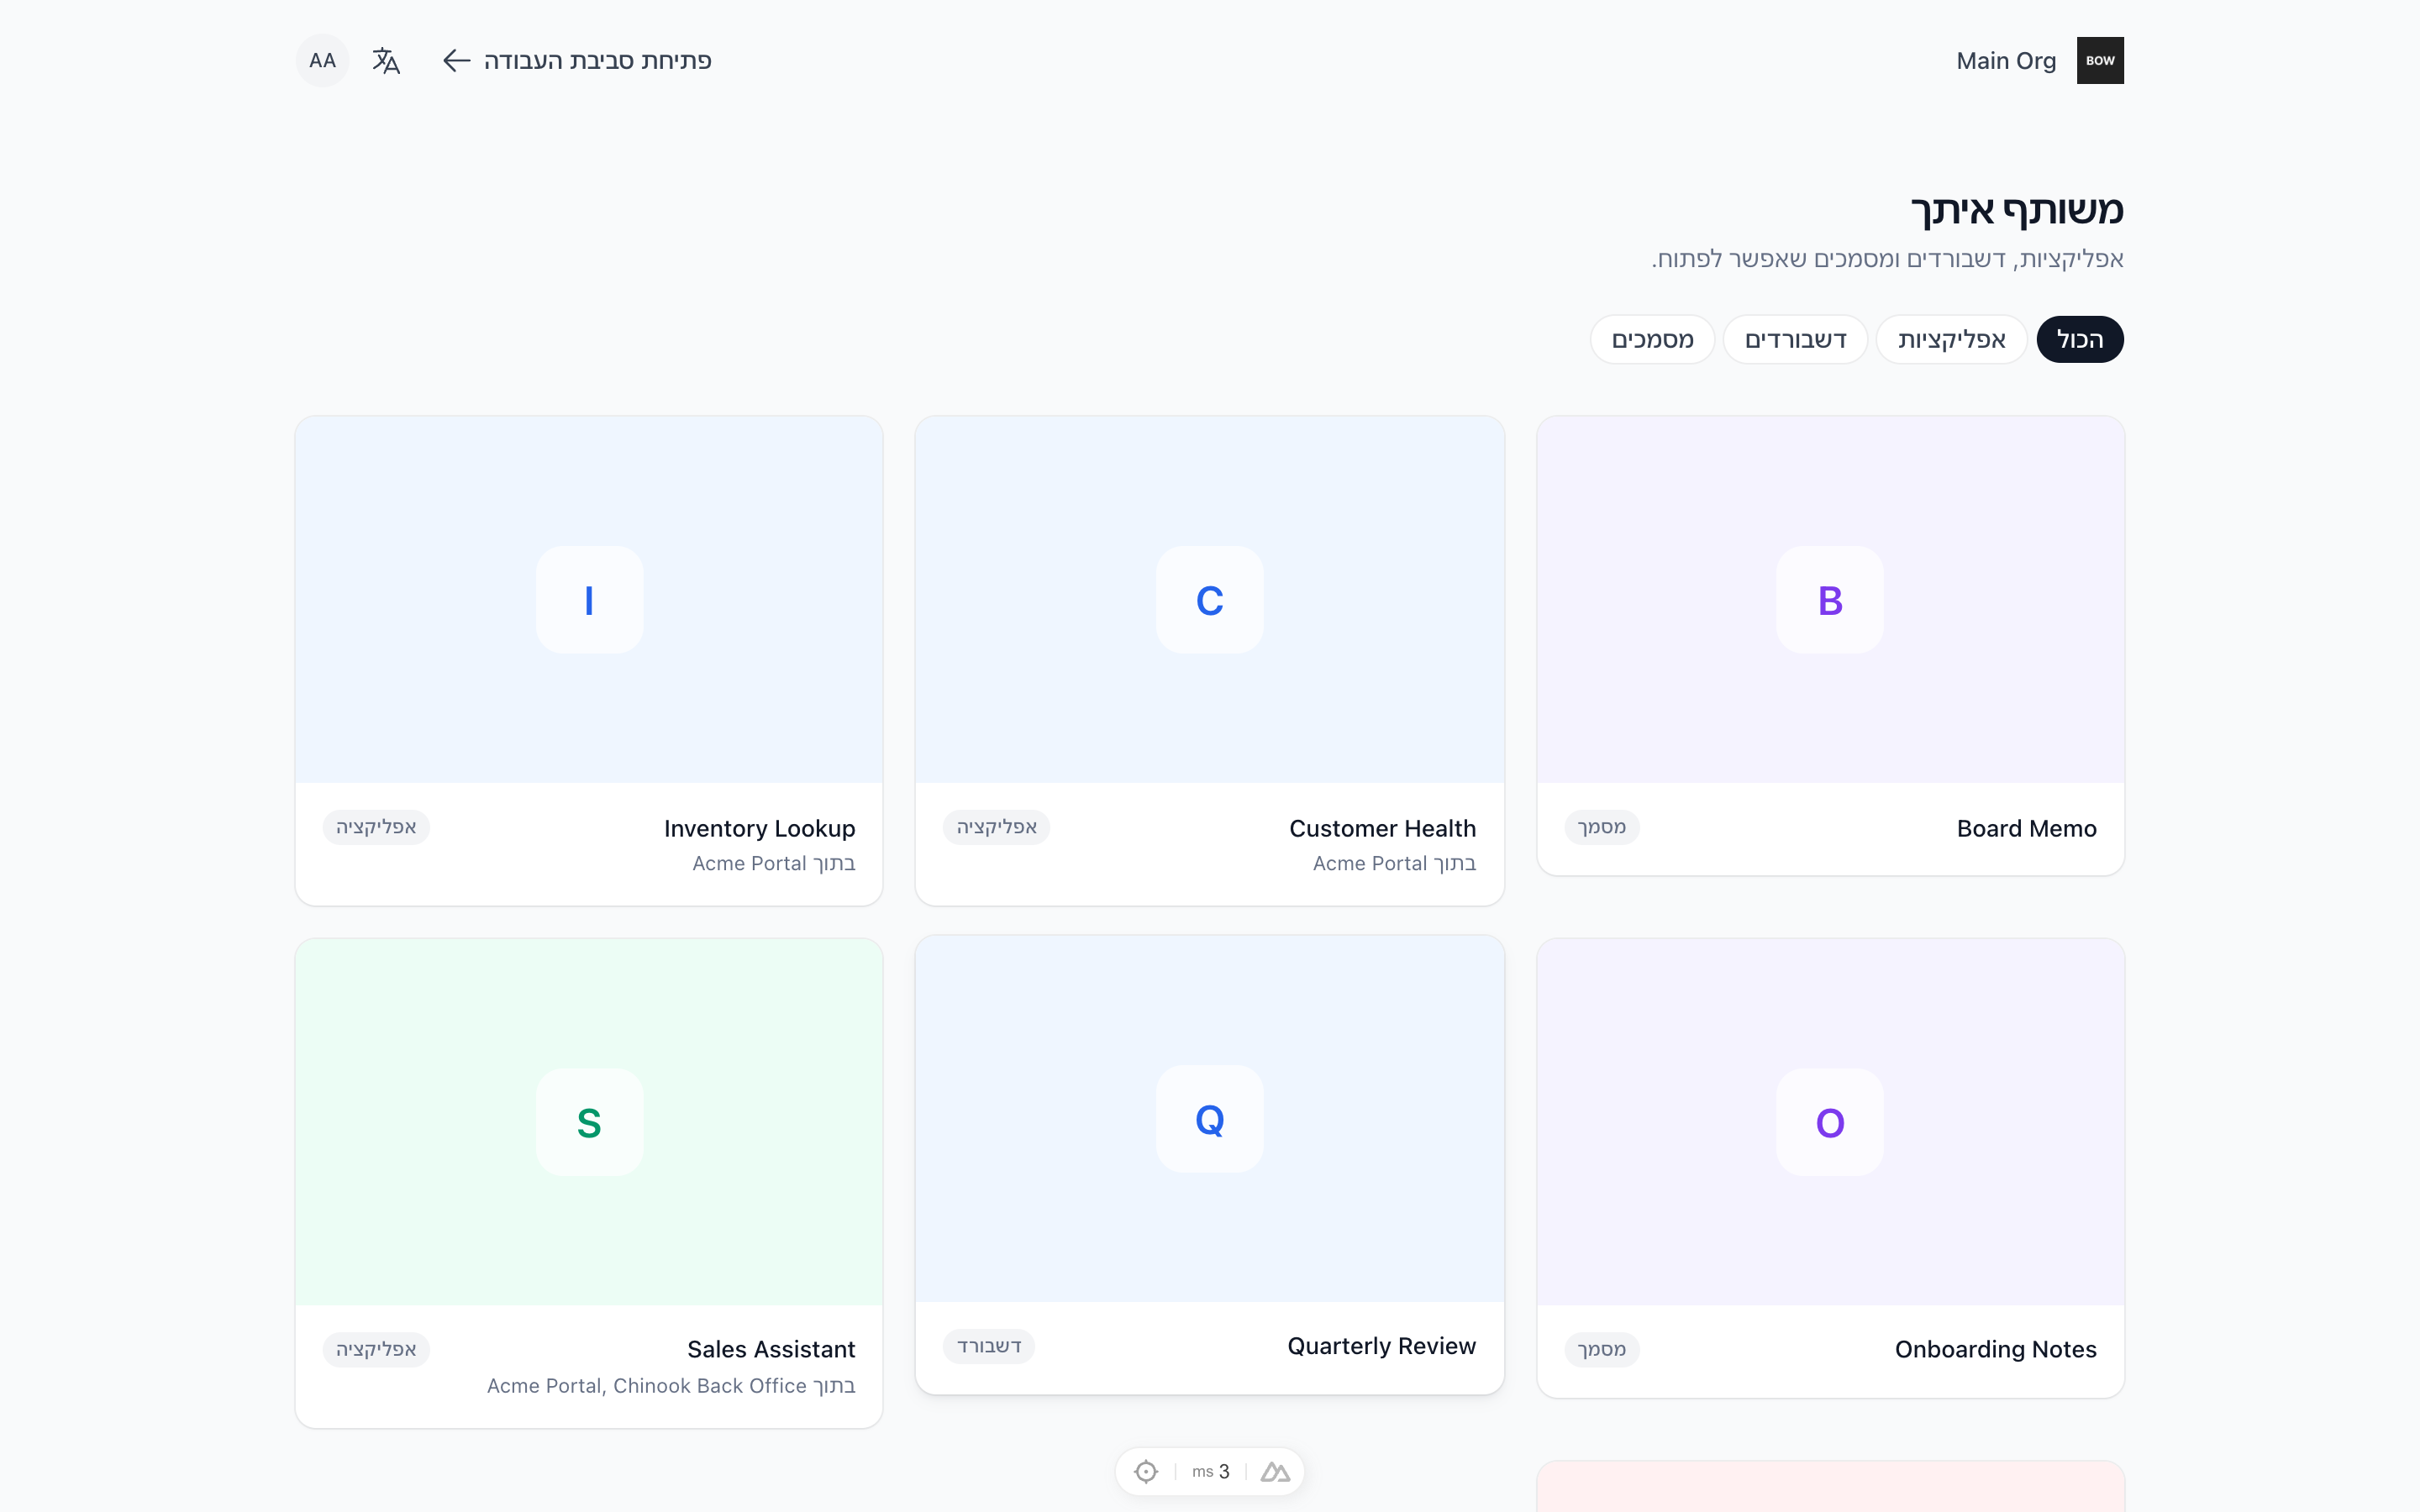 BOW
Main Org
פתיחת סביבת העבודה
AA
משותף איתך
אפליקציות, דשבורדים ומסמכים שאפשר לפתוח.
הכול
אפליקציות
דשבורדים
מסמכים
B
Board Memo
מסמך
C
Customer Health
אפליקציה
בתוך Acme Portal
I
Inventory Lookup
אפליקציה
בתוך Acme Portal
O
Onboarding Notes
מסמך
Q
Quarterly Review
דשבורד
S
Sales Assistant
אפליקציה
בתוך Acme Portal, Chinook Back Office
3 ms